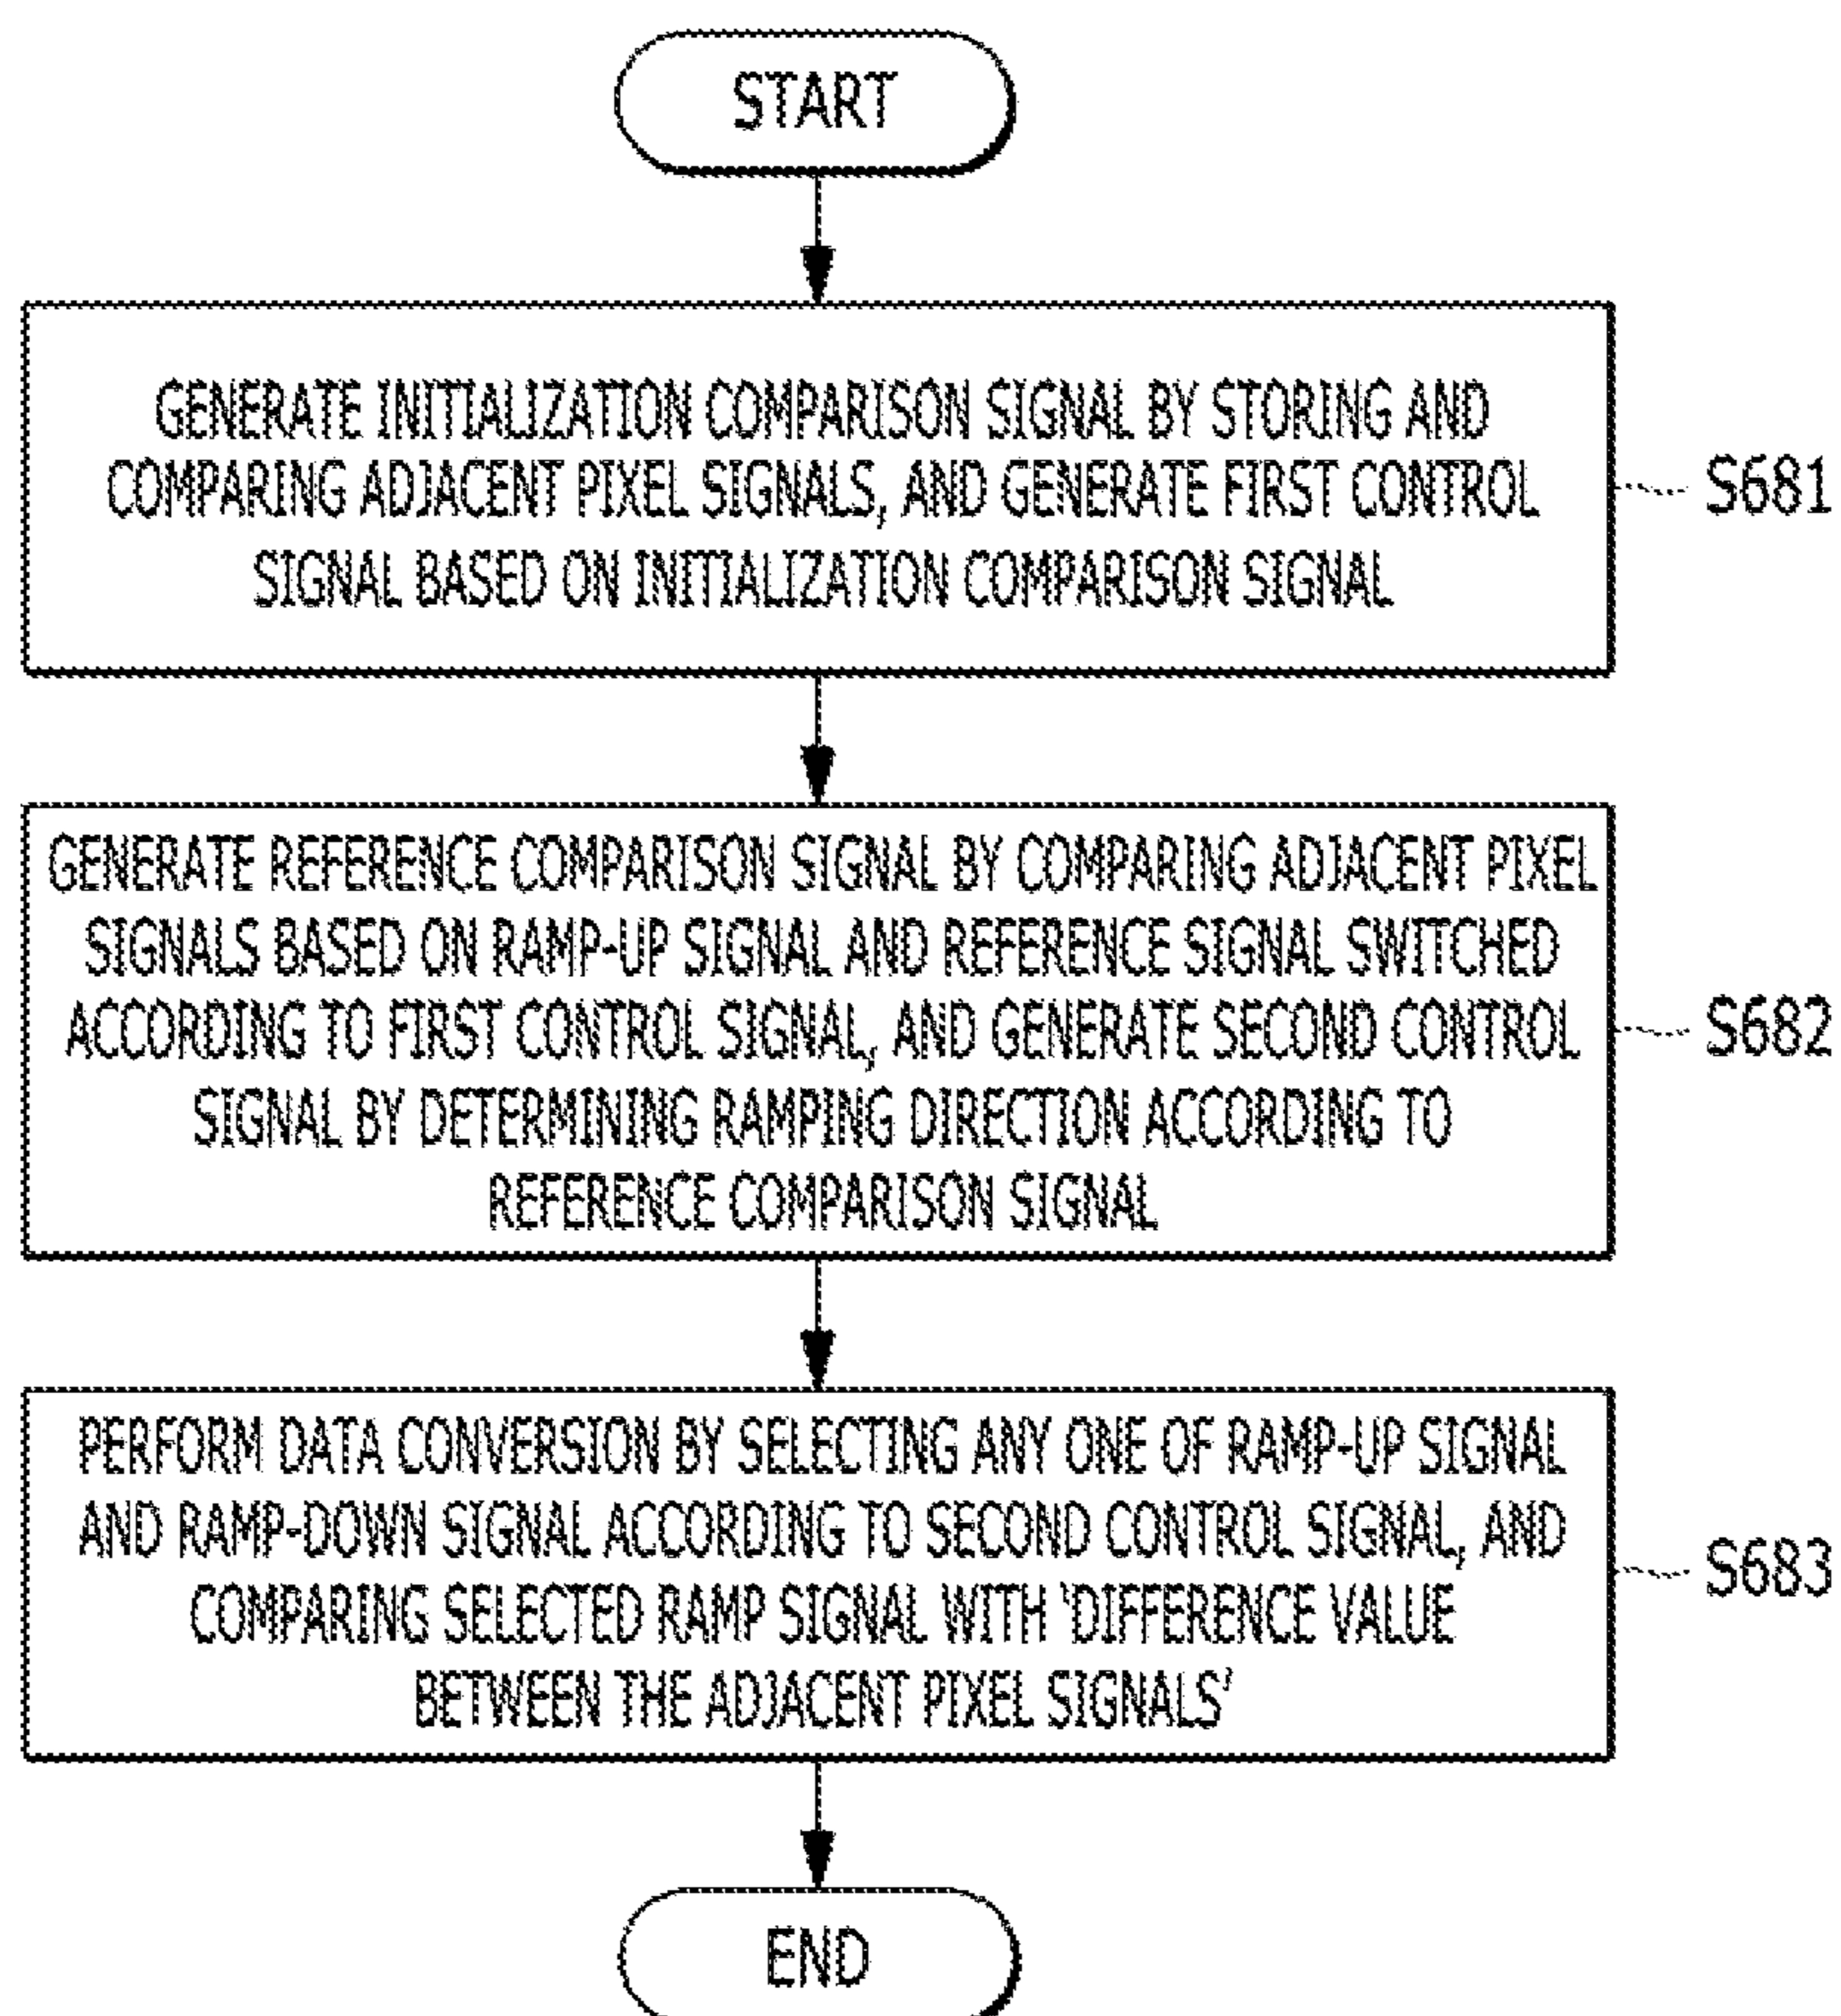 START
GENERATE INITIALIZATION COMPARISON SIGNAL BY STORING AND
COMPARING ADJACENT PIXEL SIGNALS, AND GENERATE FIRST CONTROL
SIGNAL BASED ON INITIALIZATION COMPARISON SIGNAL
S681
GENERATE REFERENCE COMPARISON SIGNAL BY COMPARING ADJACENT PIXEL
SIGNALS BASED ON RAMP-UP SIGNAL AND REFERENCE SIGNAL SWITCHED
ACCORDING TO FIRST CONTROL SIGNAL, AND GENERATE SECOND CONTROL
SIGNAL BY DETERMINING RAMPING DIRECTION ACCORDING TO
REFERENCE COMPARISON SIGNAL
S682
PERFORM DATA CONVERSION BY SELECTING ANY ONE OF RAMP-UP SIGNAL
AND RAMP-DOWN SIGNAL ACCORDING TO SECOND CONTROL SIGNAL, AND
COMPARING SELECTED RAMP SIGNAL WITH 'DIFFERENCE VALUE
BETWEEN THE ADJACENT PIXEL SIGNALS'
S683
END